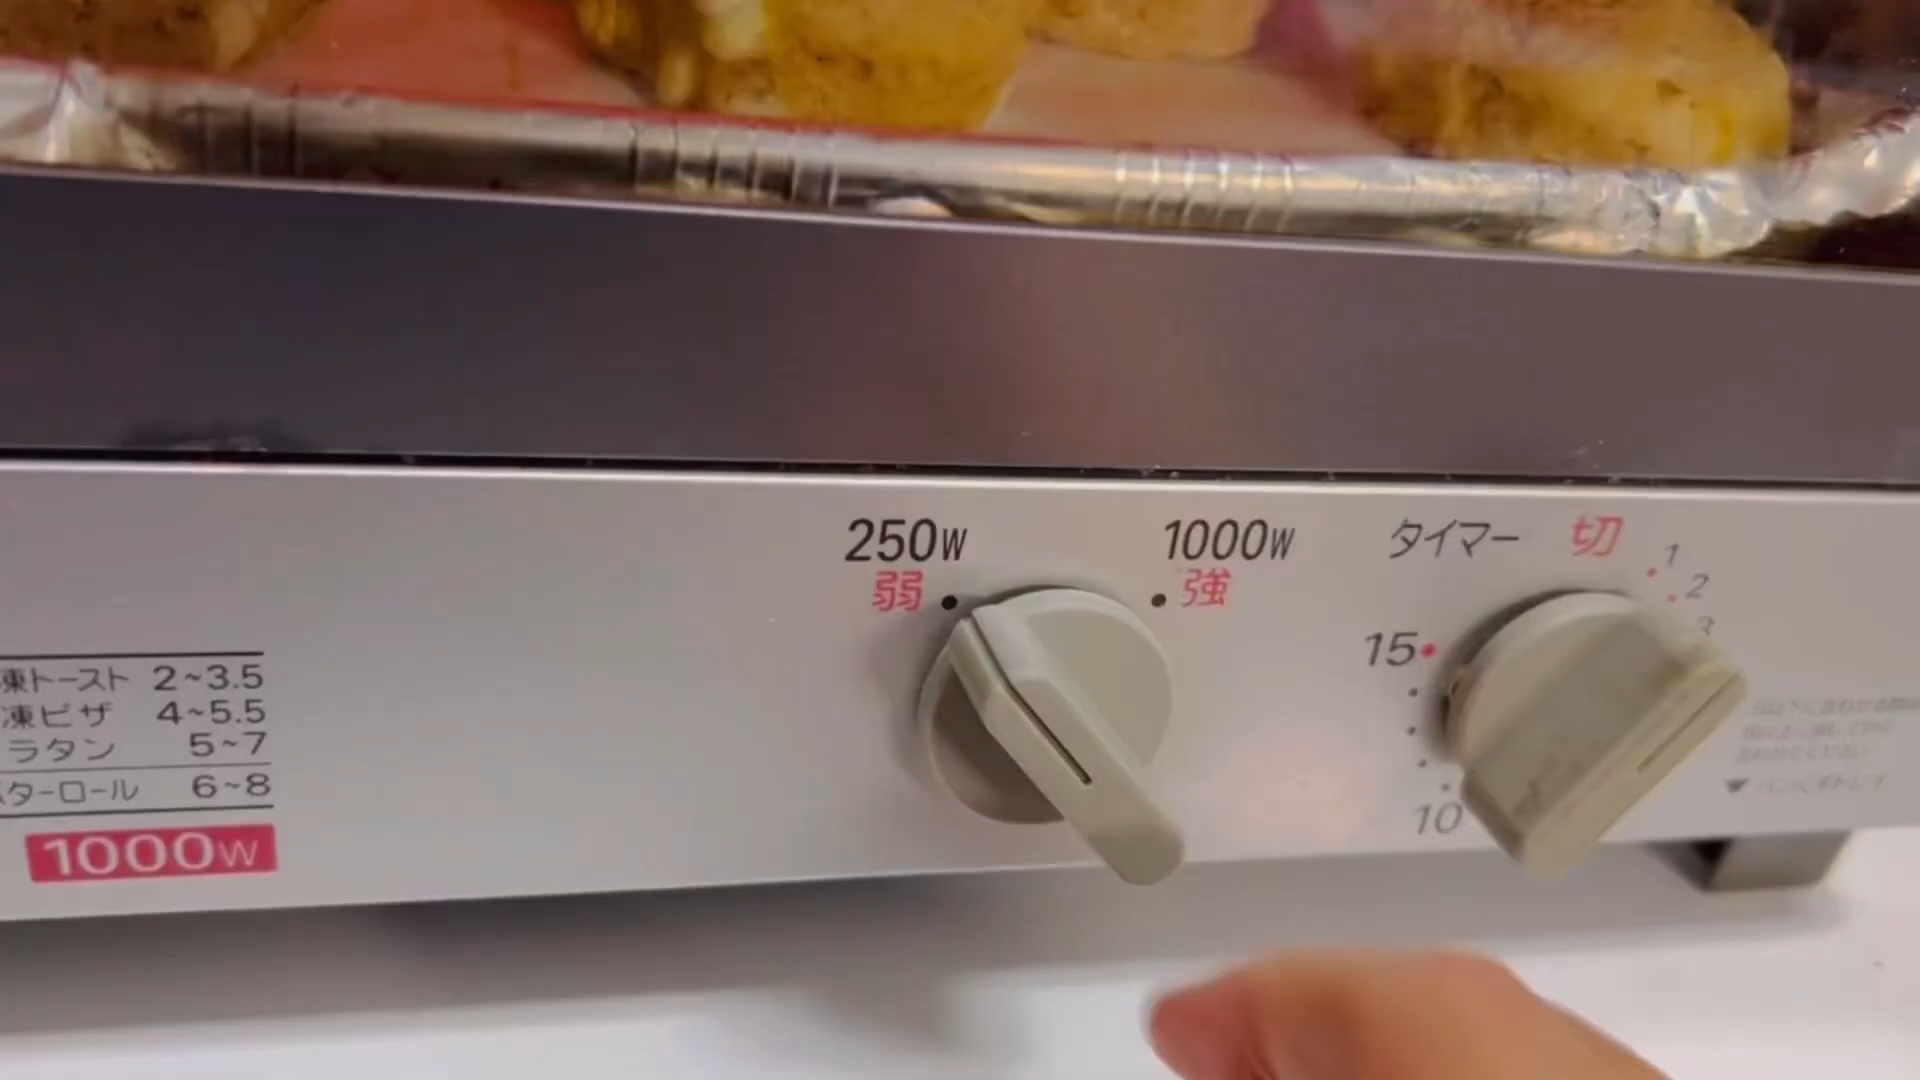 250W
弱
1000W
強
タイマー 切
1
2
3
15
10
凍トースト 2~3.5
凍ピザ 4~5.5
ラタン 5~7
ターロール 6~8
1000W